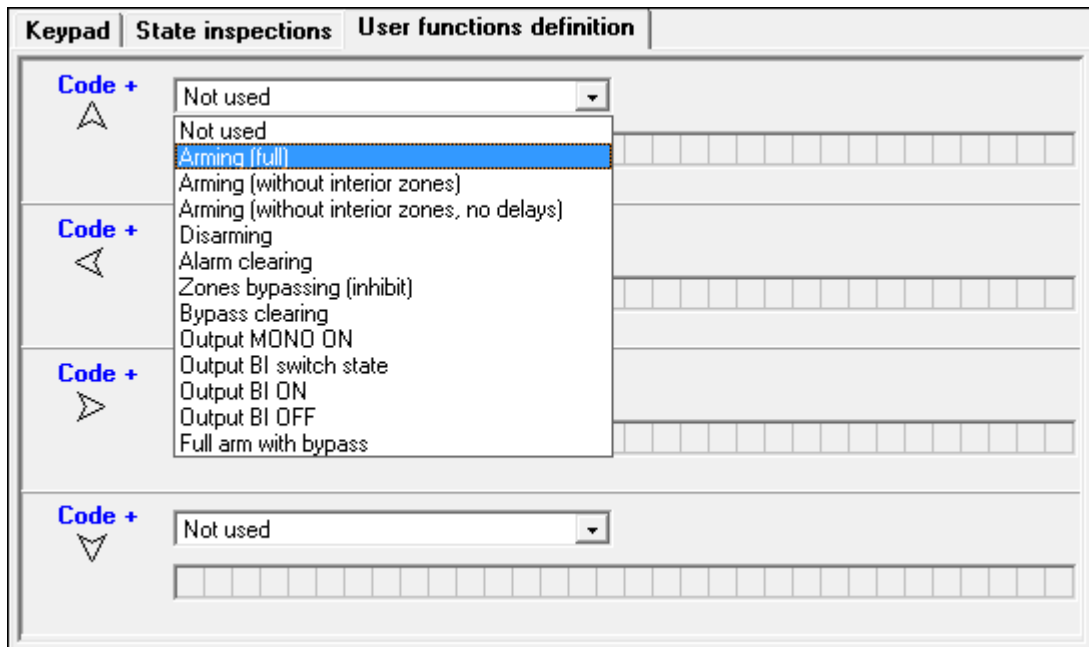 Keypad State inspections User functions definition
Code +
Not used
Not used
Arming (full)
Arming (without interior zones)
Arming (without interior zones, no delays)
Code +
Disarming
Alarm clearing
Zones bypassing (inhibit)
Bypass clearing
Output MONO ON
Output BI switch state
Code +
Output BI ON
Output BI OFF
Full arm with bypass
Code +
Not used